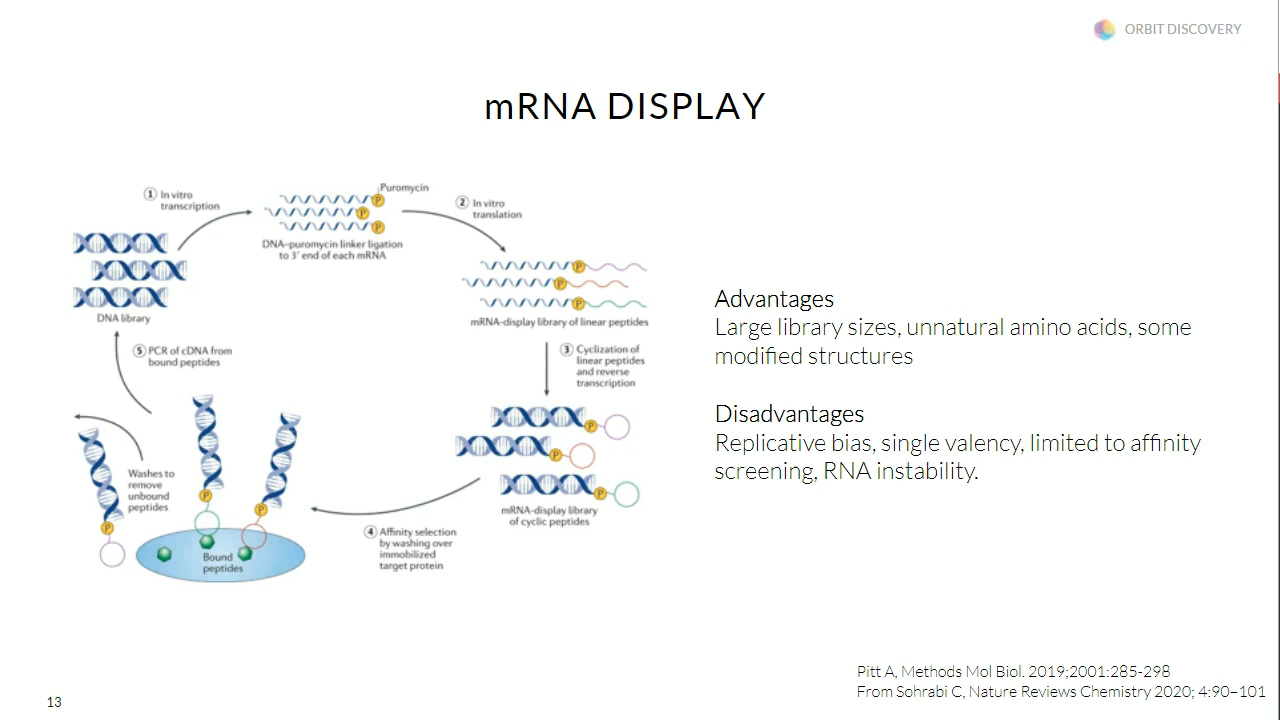 ORBIT DISCOVERY
mRNA DISPLAY
① In vitro
transcription
Puromycin
P
P
P
DNA–puromycin linker ligation
to 3′ end of each mRNA
② In vitro
translation
DNA library
P
P
P
mRNA-display library of linear peptides
③ Cyclization of
linear peptides
and reverse
transcription
P
P
P
mRNA-display library
of cyclic peptides
④ Affinity selection
by washing over
immobilized
target protein
Bound
peptides
P
P
P
Washes to
remove
unbound
peptides
⑤ PCR of cDNA from
bound peptides
Advantages
Large library sizes, unnatural amino acids, some
modified structures
Disadvantages
Replicative bias, single valency, limited to affinity
screening, RNA instability.
Pitt A, Methods Mol Biol. 2019;2001:285-298
From Sohrabi C, Nature Reviews Chemistry 2020; 4:90–101
13